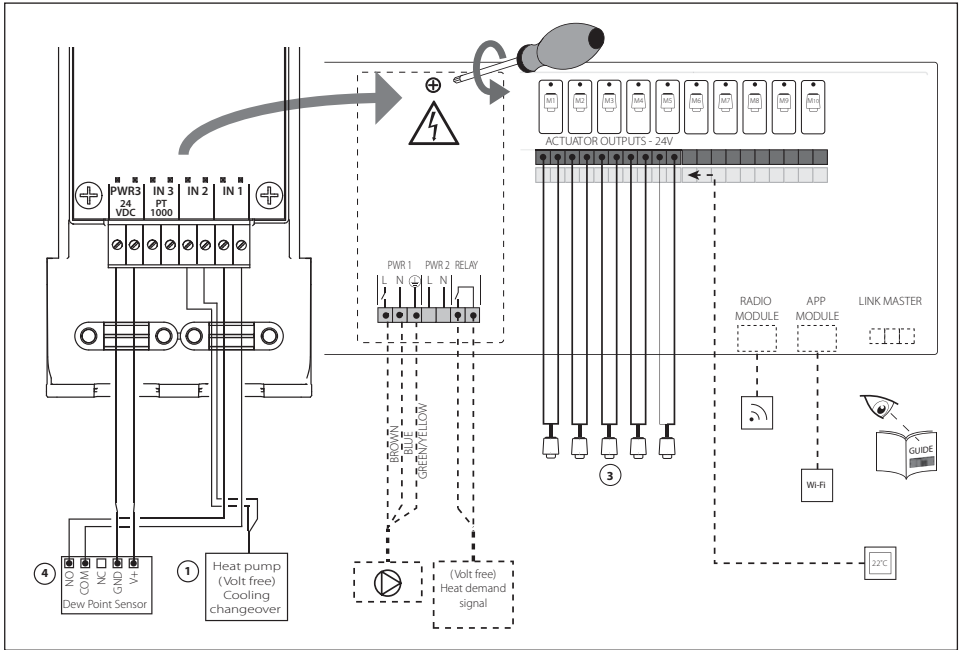 M1 M2 M3 M4 M5 M6 M7 M8 M9 M10
ACTUATOR OUTPUTS - 24V
PWR3 IN 3 IN 2 IN 1
24 PT
VDC 1000
PWR 1 PWR 2 RELAY
L N L N
RADIO
MODULE
APP
MODULE
LINK MASTER
BROWN
BLUE
GREEN/YELLOW
GUIDE
3
Wi-Fi
4
NO
COM
NC
GND
V+
Dew Point Sensor
1
Heat pump
(Volt free)
Cooling
changeover
(Volt free)
Heat demand
signal
22°C